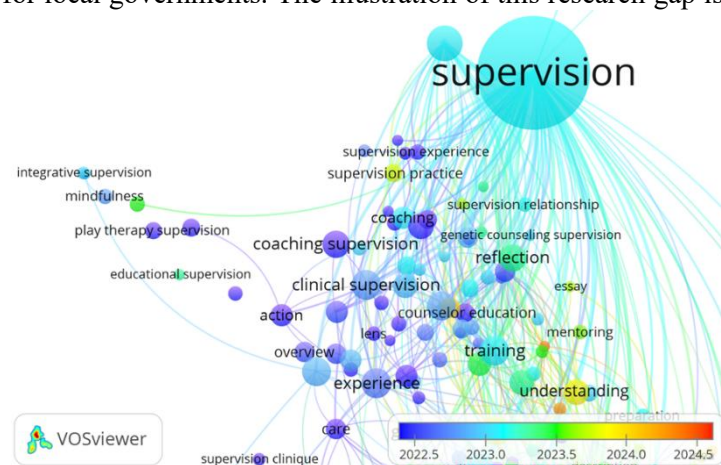 for local governments. The illustration of this research gap is
supervision
supervision experience
integrative supervision
supervision practice
mindfulness
coaching
supervision relationship
play therapy supervision
genetic counseling supervision
coaching supervision
reflection
educational supervision
clinical supervision
essay
action
counselor education
lens
mentoring
overview
training
experience
understanding
preparation
care
supervision clinique
VOSviewer
2022.5 2023.0 2023.5 2024.0 2024.5